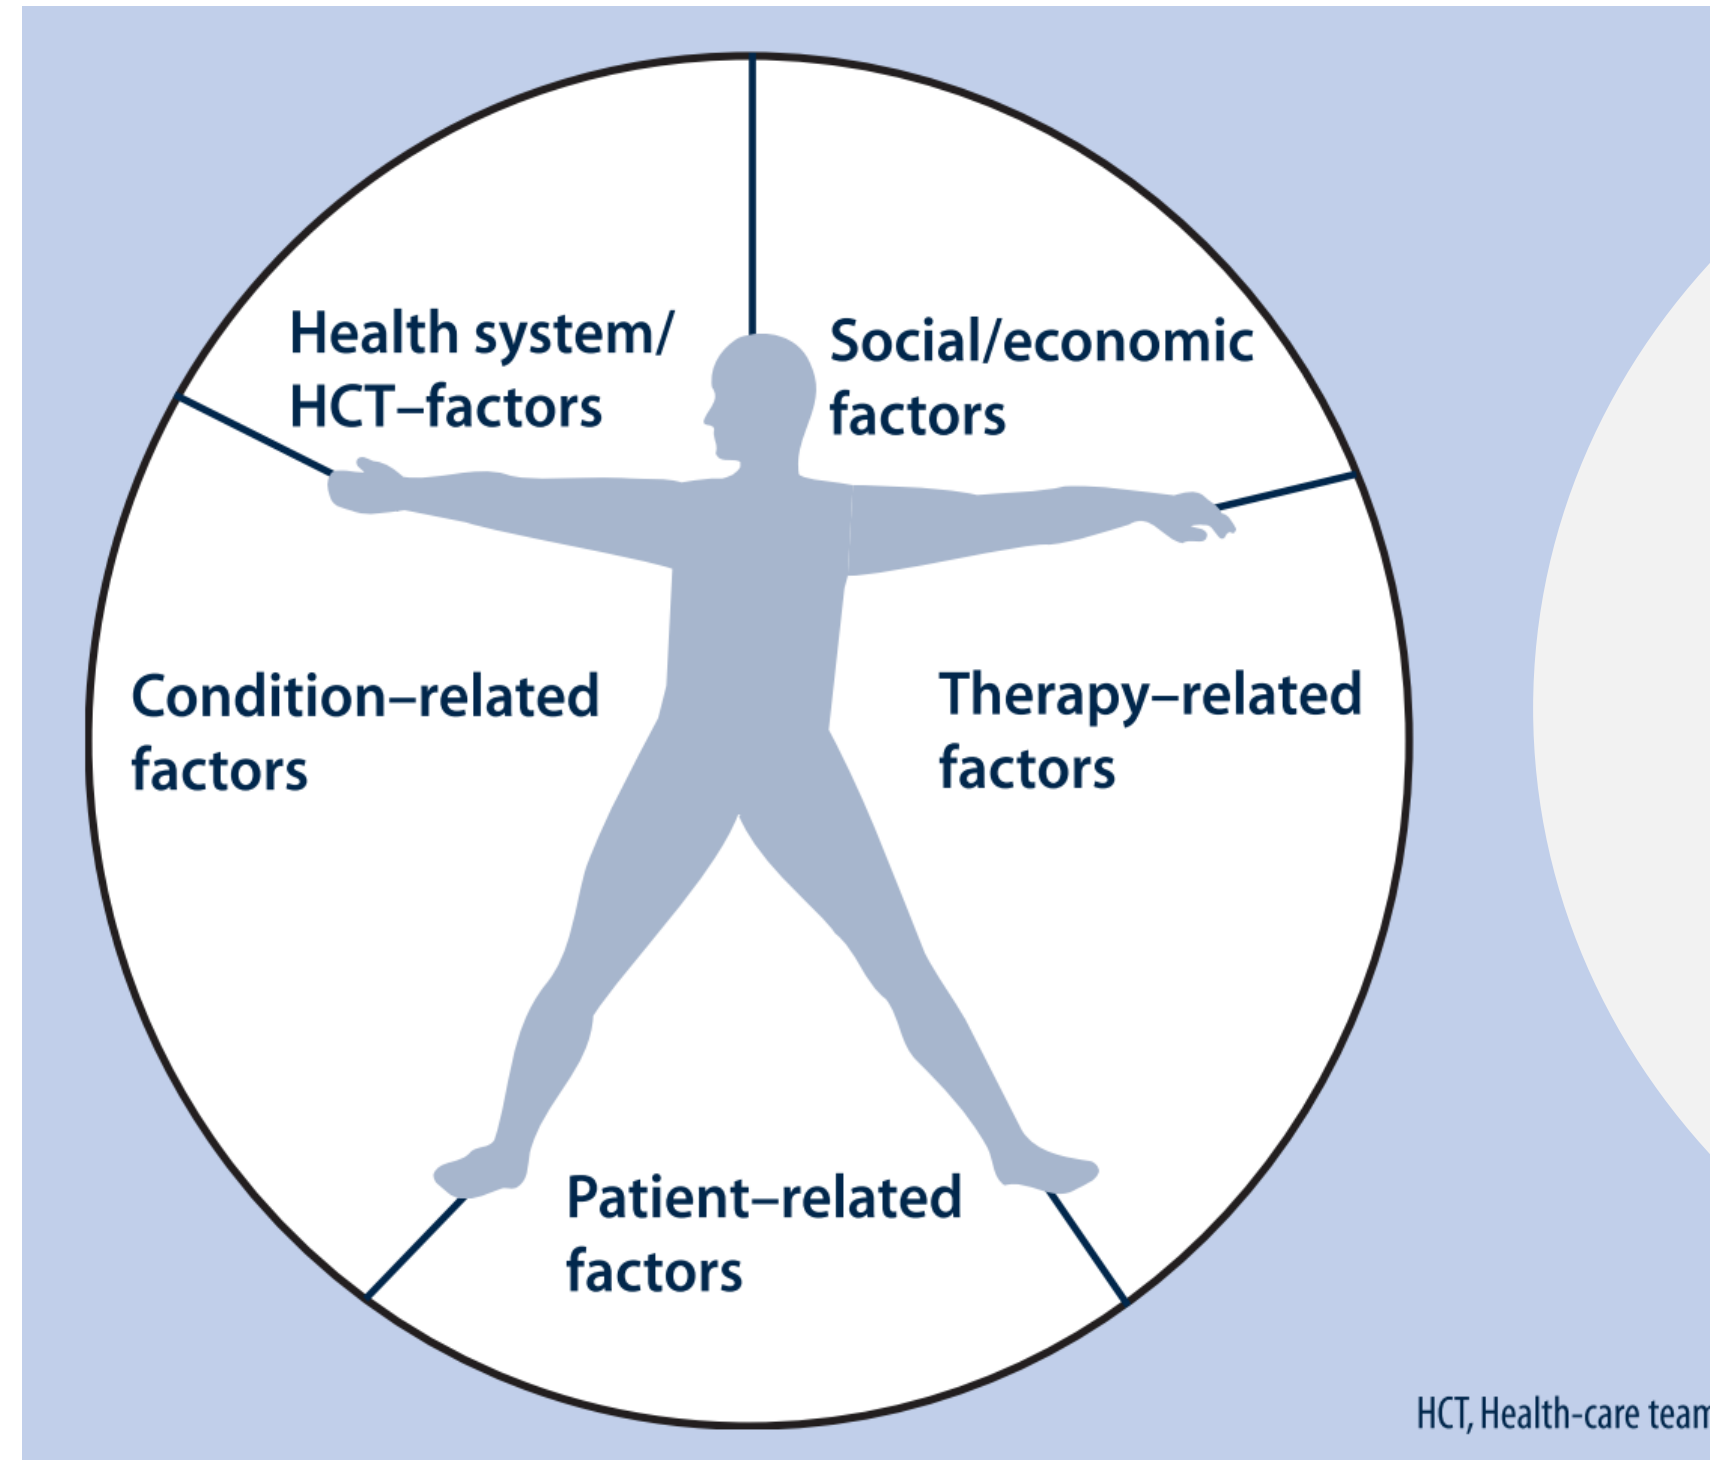 Health system/
HCT–factors
Social/economic
factors
Condition–related
factors
Therapy–related
factors
Patient–related
factors
HCT, Health-care team